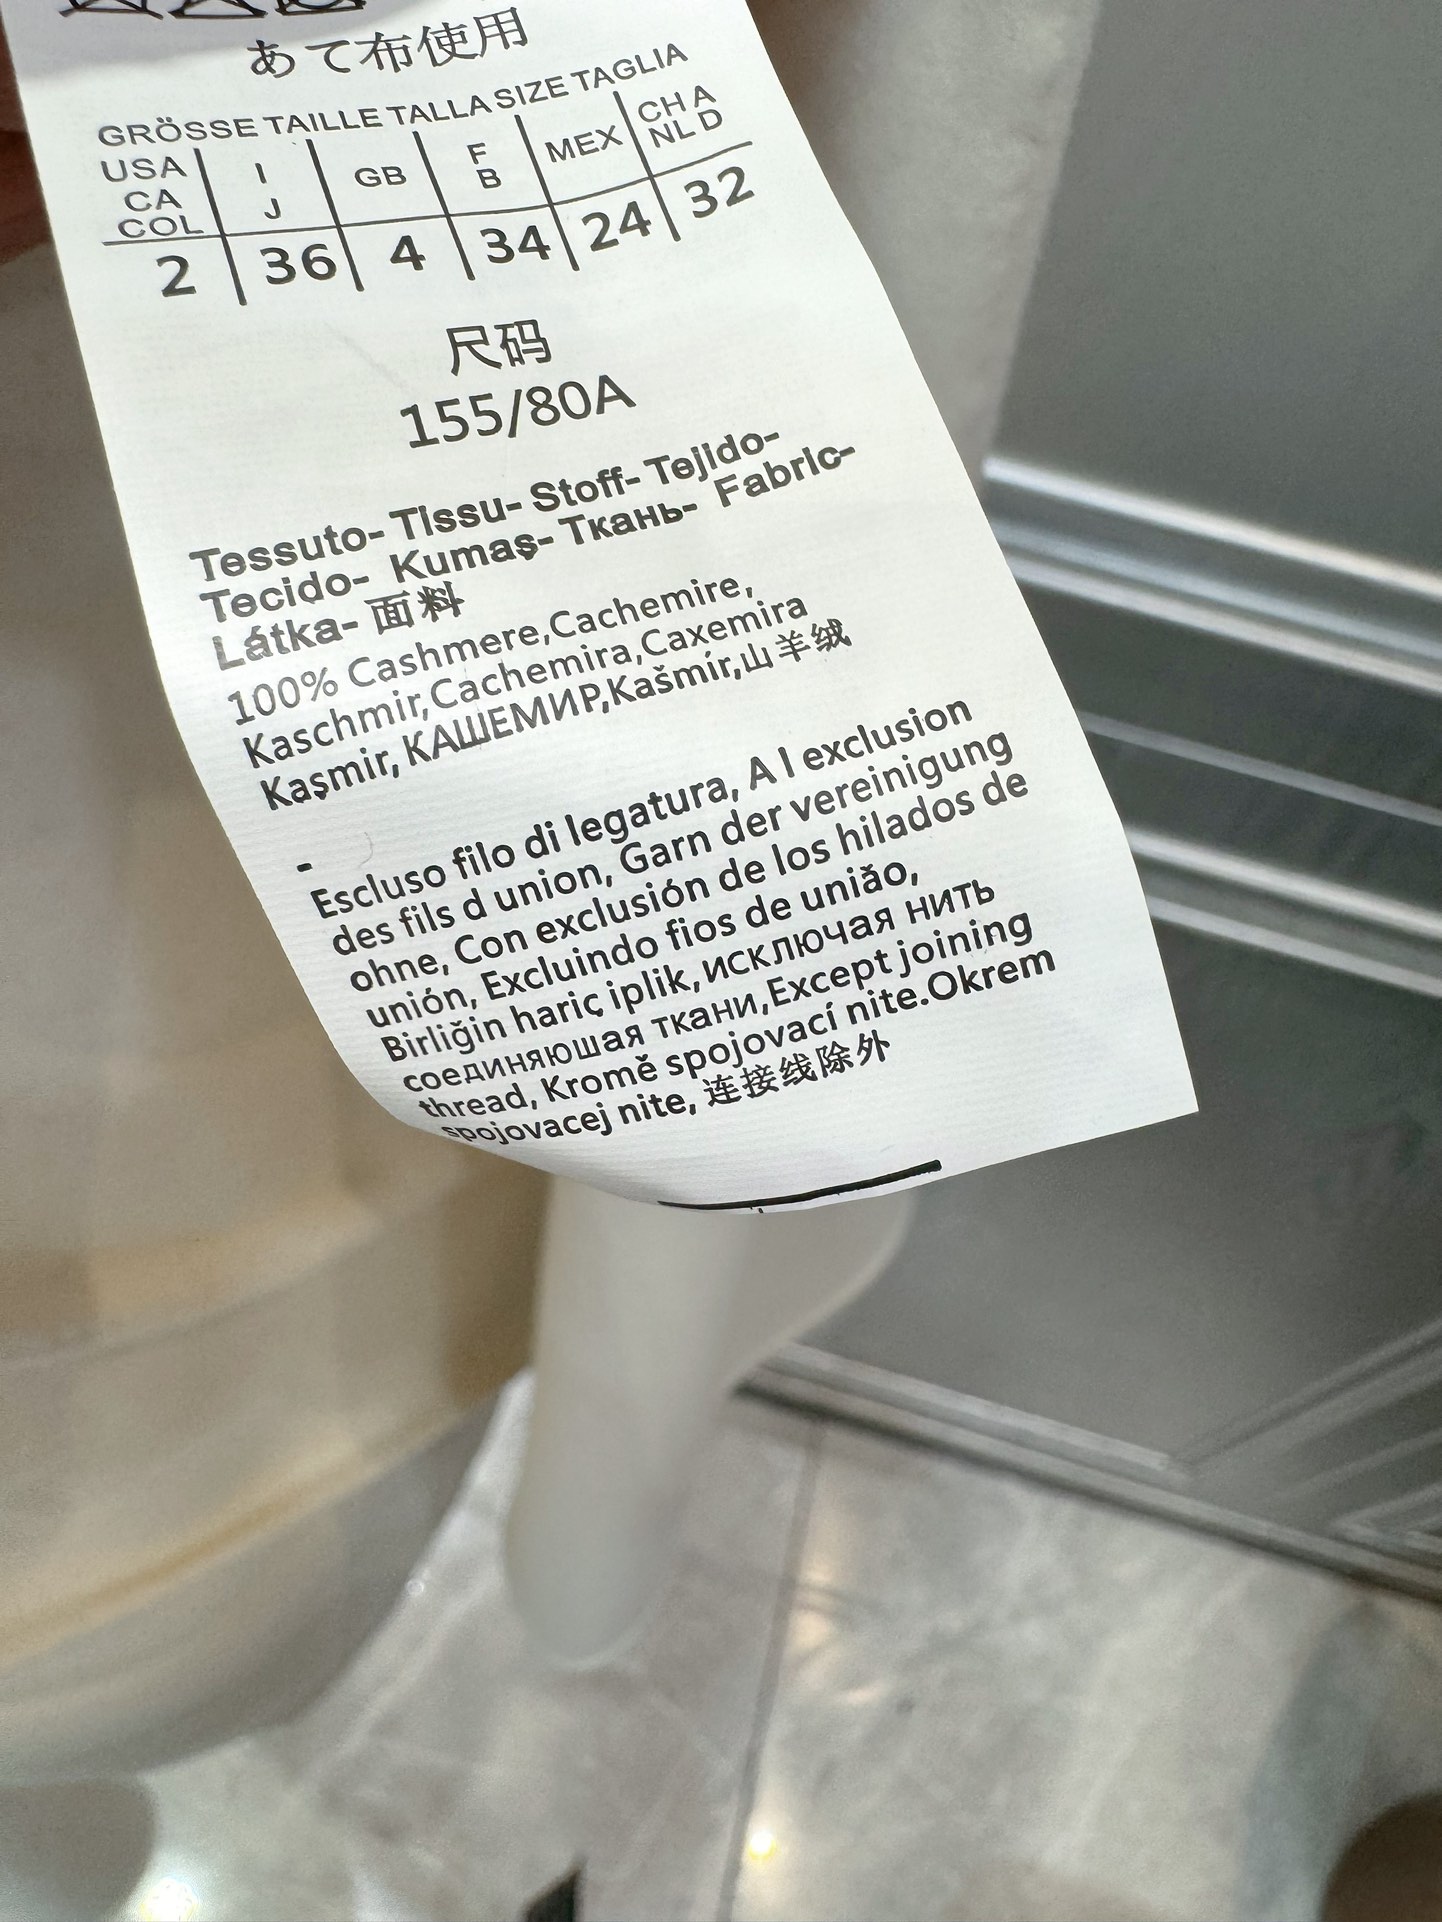 あて布使用
GRÖSSE TAILLE TALLA SIZE TAGLIA
USA CA COL | I J | GB | F B | MEX | CH A NL D
2 | 36 | 4 | 34 | 24 | 32
尺码
155/80A
Tessuto- Tissu- Stoff- Tejido-
Tecido- Kumaş- Ткань- Fabric-
Látka- 面料
100% Cashmere,Cachemire,
Kaschmir,Cachemira,Caxemira
Kaşmir, КАШЕМИР,Kašmír,山羊绒
-
Escluso filo di legatura, A l exclusion
des fils d union, Garn der vereinigung
ohne, Con exclusión de los hilados de
unión, Excluindo fios de uniăo,
Birliğin hariç iplik, исключая нить
соединяюшая ткани,Except joining
thread, Kromě spojovací nite.Okrem
spojovacej nite, 连接线除外